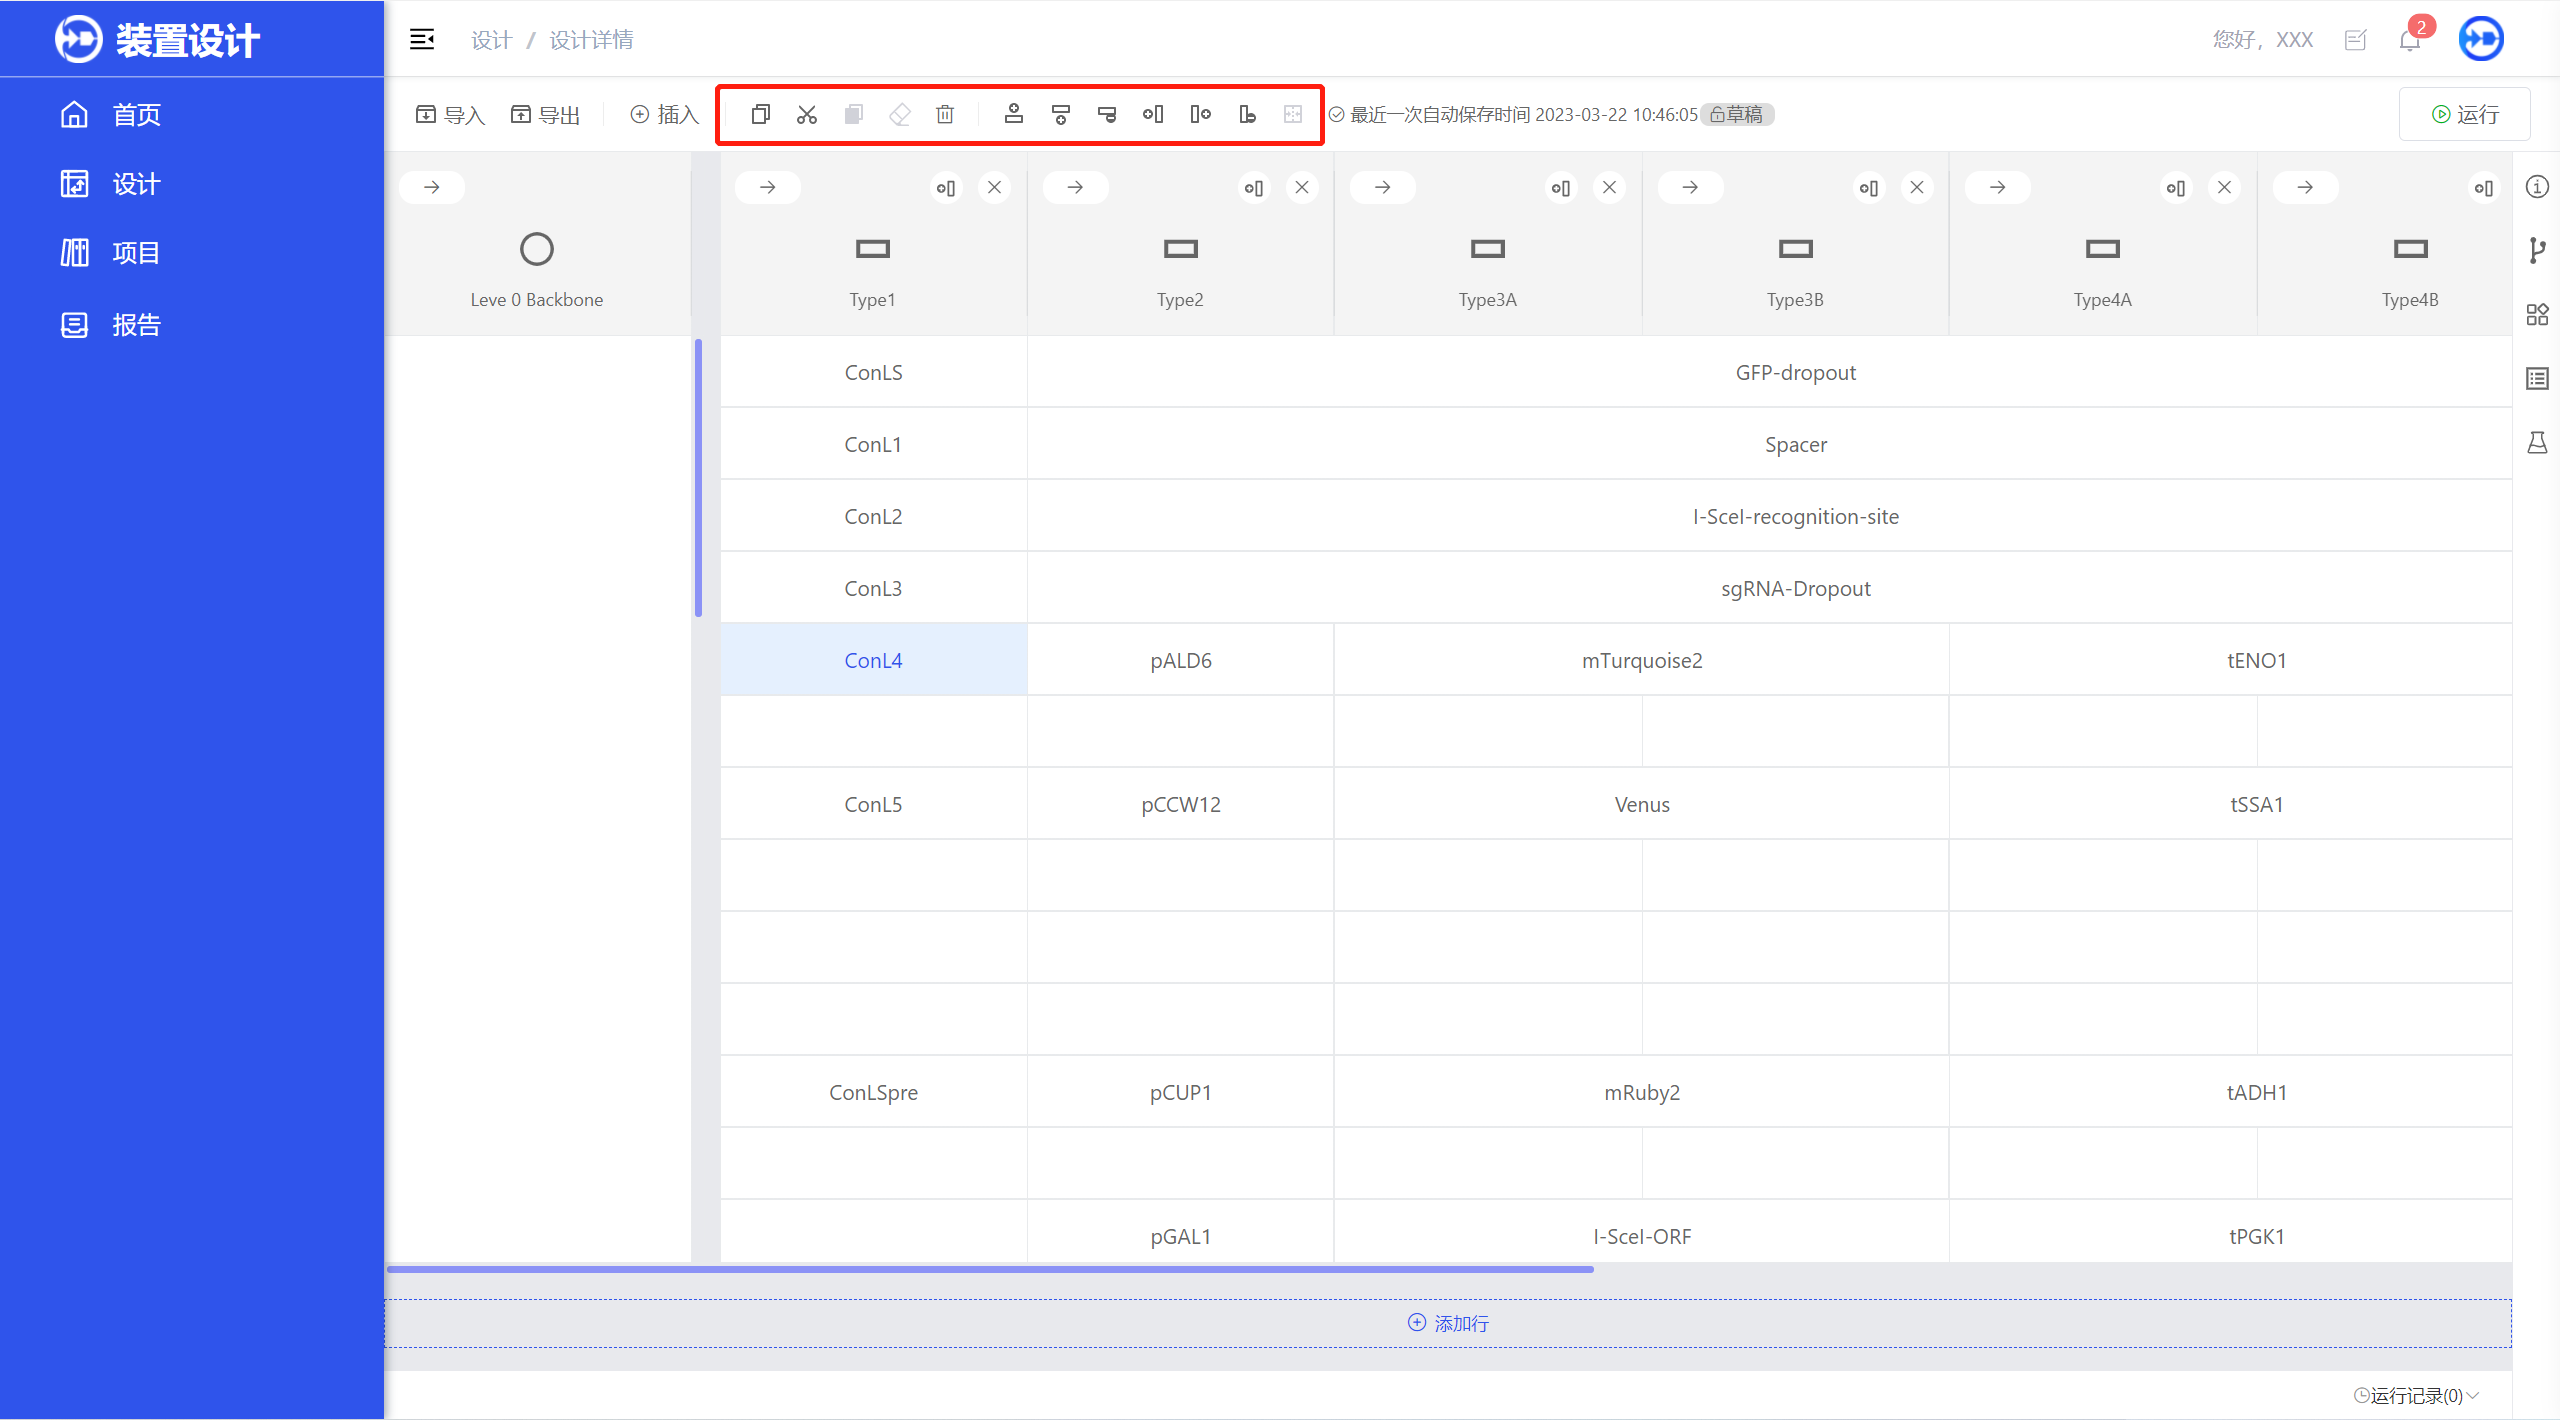 装置设计
设计 / 设计详情
您好，XXX
2
首页
设计
项目
报告
导入 导出 插入
最近一次自动保存时间 2023-03-22 10:46:05 草稿
运行
Leve 0 Backbone Type1 Type2 Type3A Type3B Type4A Type4B
ConLS GFP-dropout
ConL1 Spacer
ConL2 I-SceI-recognition-site
ConL3 sgRNA-Dropout
ConL4 pALD6 mTurquoise2 tENO1
ConL5 pCCW12 Venus tSSA1
ConLSpre pCUP1 mRuby2 tADH1
pGAL1 I-SceI-ORF tPGK1
添加行
运行记录(0)